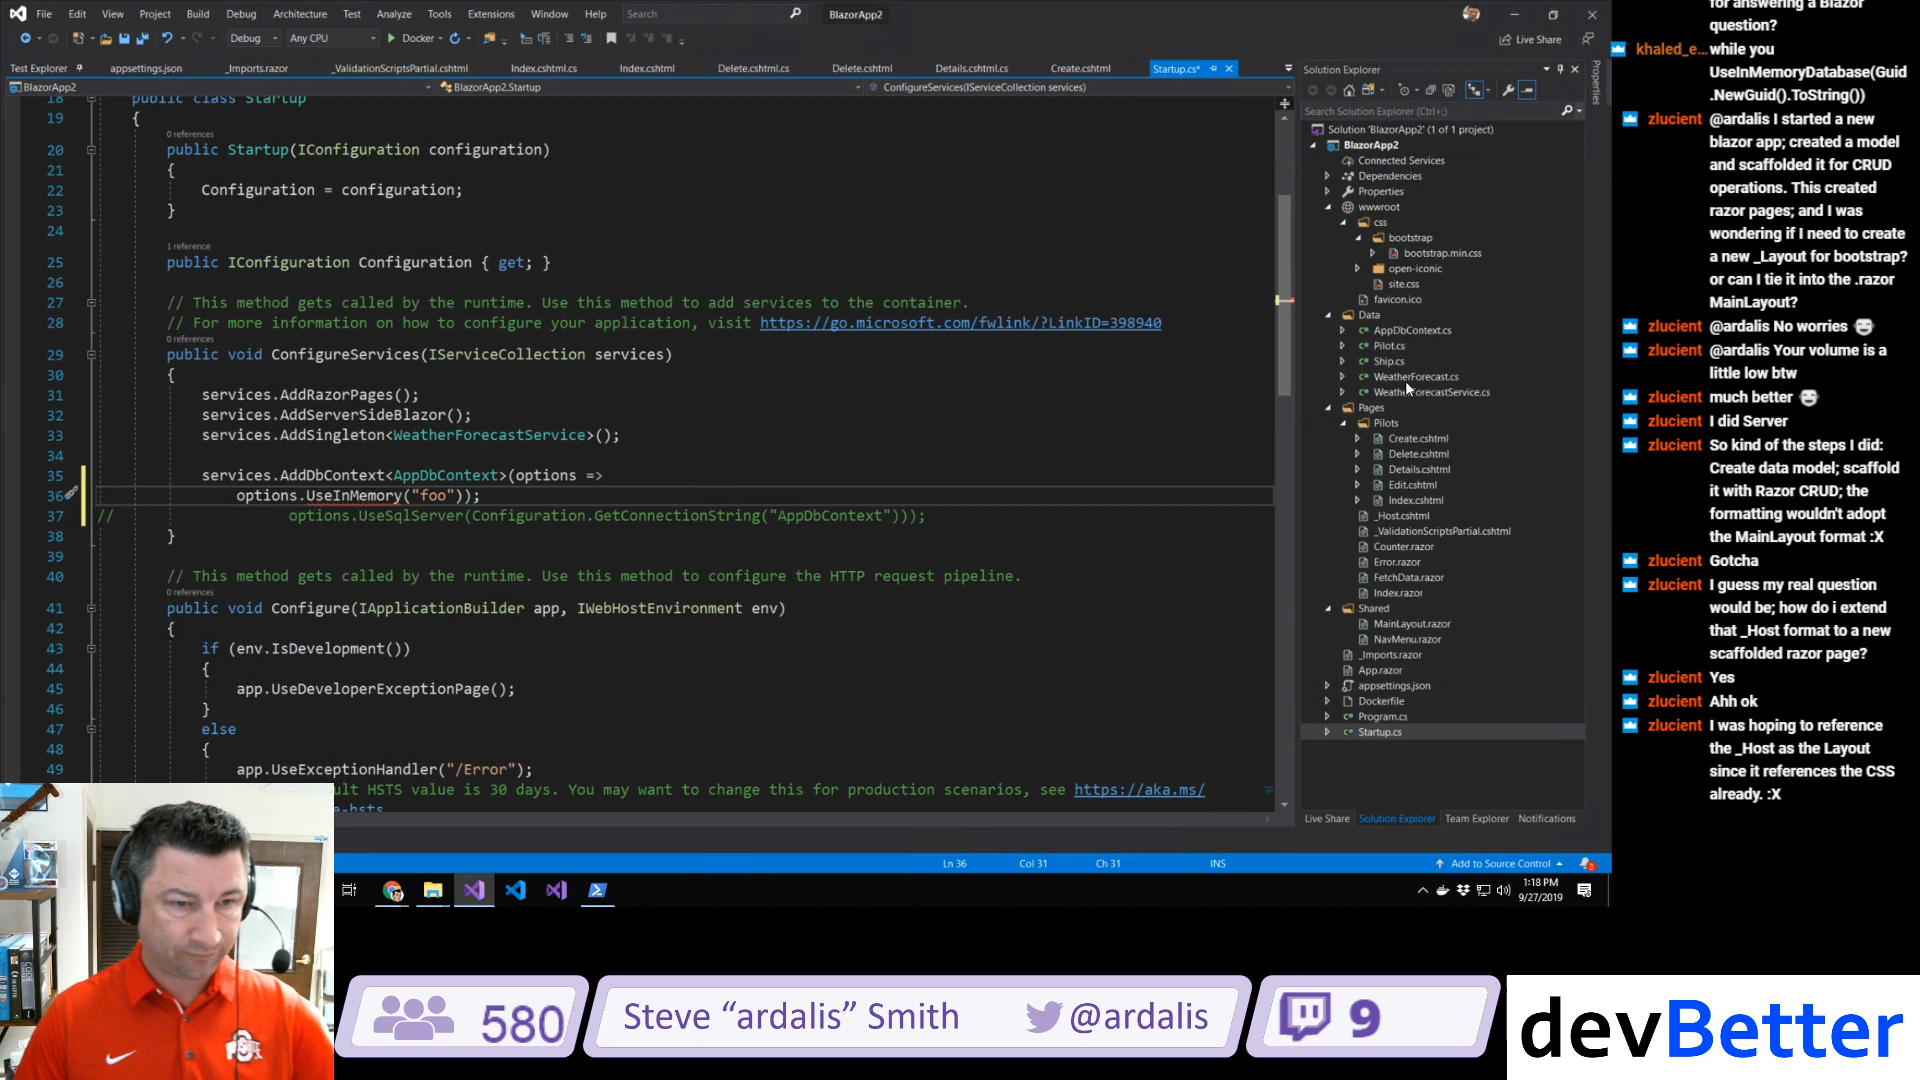 File Edit View Project Build Debug Architecture Test Analyze Tools Extensions Window Help Search BlazorApp2
Debug Any CPU Docker Live Share
Test Explorer appsettings.json _Imports.razor _ValidationScriptsPartial.cshtml Index.cshtml.cs Index.cshtml Delete.cshtml.cs Delete.cshtml Details.cshtml.cs Create.cshtml Startup.cs*
BlazorApp2 BlazorApp2.Startup ConfigureServices(IServiceCollection services)
18 public class Startup
19 {
0 references
20 public Startup(IConfiguration configuration)
21 {
22 Configuration = configuration;
23 }
24
1 reference
25 public IConfiguration Configuration { get; }
26
27 // This method gets called by the runtime. Use this method to add services to the container.
28 // For more information on how to configure your application, visit https://go.microsoft.com/fwlink/?LinkID=398940
0 references
29 public void ConfigureServices(IServiceCollection services)
30 {
31 services.AddRazorPages();
32 services.AddServerSideBlazor();
33 services.AddSingleton<WeatherForecastService>();
34
35 services.AddDbContext<AppDbContext>(options =>
36 options.UseInMemory("foo"));
37 // options.UseSqlServer(Configuration.GetConnectionString("AppDbContext")));
38 }
39
40 // This method gets called by the runtime. Use this method to configure the HTTP request pipeline.
0 references
41 public void Configure(IApplicationBuilder app, IWebHostEnvironment env)
42 {
43 if (env.IsDevelopment())
44 {
45 app.UseDeveloperExceptionPage();
46 }
47 else
48 {
49 app.UseExceptionHandler("/Error");
ult HSTS value is 30 days. You may want to change this for production scenarios, see https://aka.ms/
e-hsts
Ln 36 Col 31 Ch 31 INS Add to Source Control 3
1:18 PM
9/27/2019
Solution Explorer
Properties
Search Solution Explorer (Ctrl+;)
Solution 'BlazorApp2' (1 of 1 project)
BlazorApp2
Connected Services
Dependencies
Properties
wwwroot
css
bootstrap
bootstrap.min.css
open-iconic
site.css
favicon.ico
Data
AppDbContext.cs
Pilot.cs
Ship.cs
WeatherForecast.cs
WeatherForecastService.cs
Pages
Pilots
Create.cshtml
Delete.cshtml
Details.cshtml
Edit.cshtml
Index.cshtml
_Host.cshtml
_ValidationScriptsPartial.cshtml
Counter.razor
Error.razor
FetchData.razor
Index.razor
Shared
MainLayout.razor
NavMenu.razor
_Imports.razor
App.razor
appsettings.json
Dockerfile
Program.cs
Startup.cs
Live Share Solution Explorer Team Explorer Notifications
for answering a Blazor
question?
khaled_e... while you
UseInMemoryDatabase(Guid
.NewGuid().ToString())
zlucient @ardalis I started a new
blazor app; created a model
and scaffolded it for CRUD
operations. This created
razor pages; and I was
wondering if I need to create
a new _Layout for bootstrap?
or can I tie it into the .razor
MainLayout?
zlucient @ardalis No worries
zlucient @ardalis Your volume is a
little low btw
zlucient much better
zlucient I did Server
zlucient So kind of the steps I did:
Create data model; scaffold
it with Razor CRUD; the
formatting wouldn't adopt
the MainLayout format :X
zlucient Gotcha
zlucient I guess my real question
would be; how do i extend
that _Host format to a new
scaffolded razor page?
zlucient Yes
zlucient Ahh ok
zlucient I was hoping to reference
the _Host as the Layout
since it references the CSS
already. :X
580
Steve "ardalis" Smith @ardalis
9
devBetter